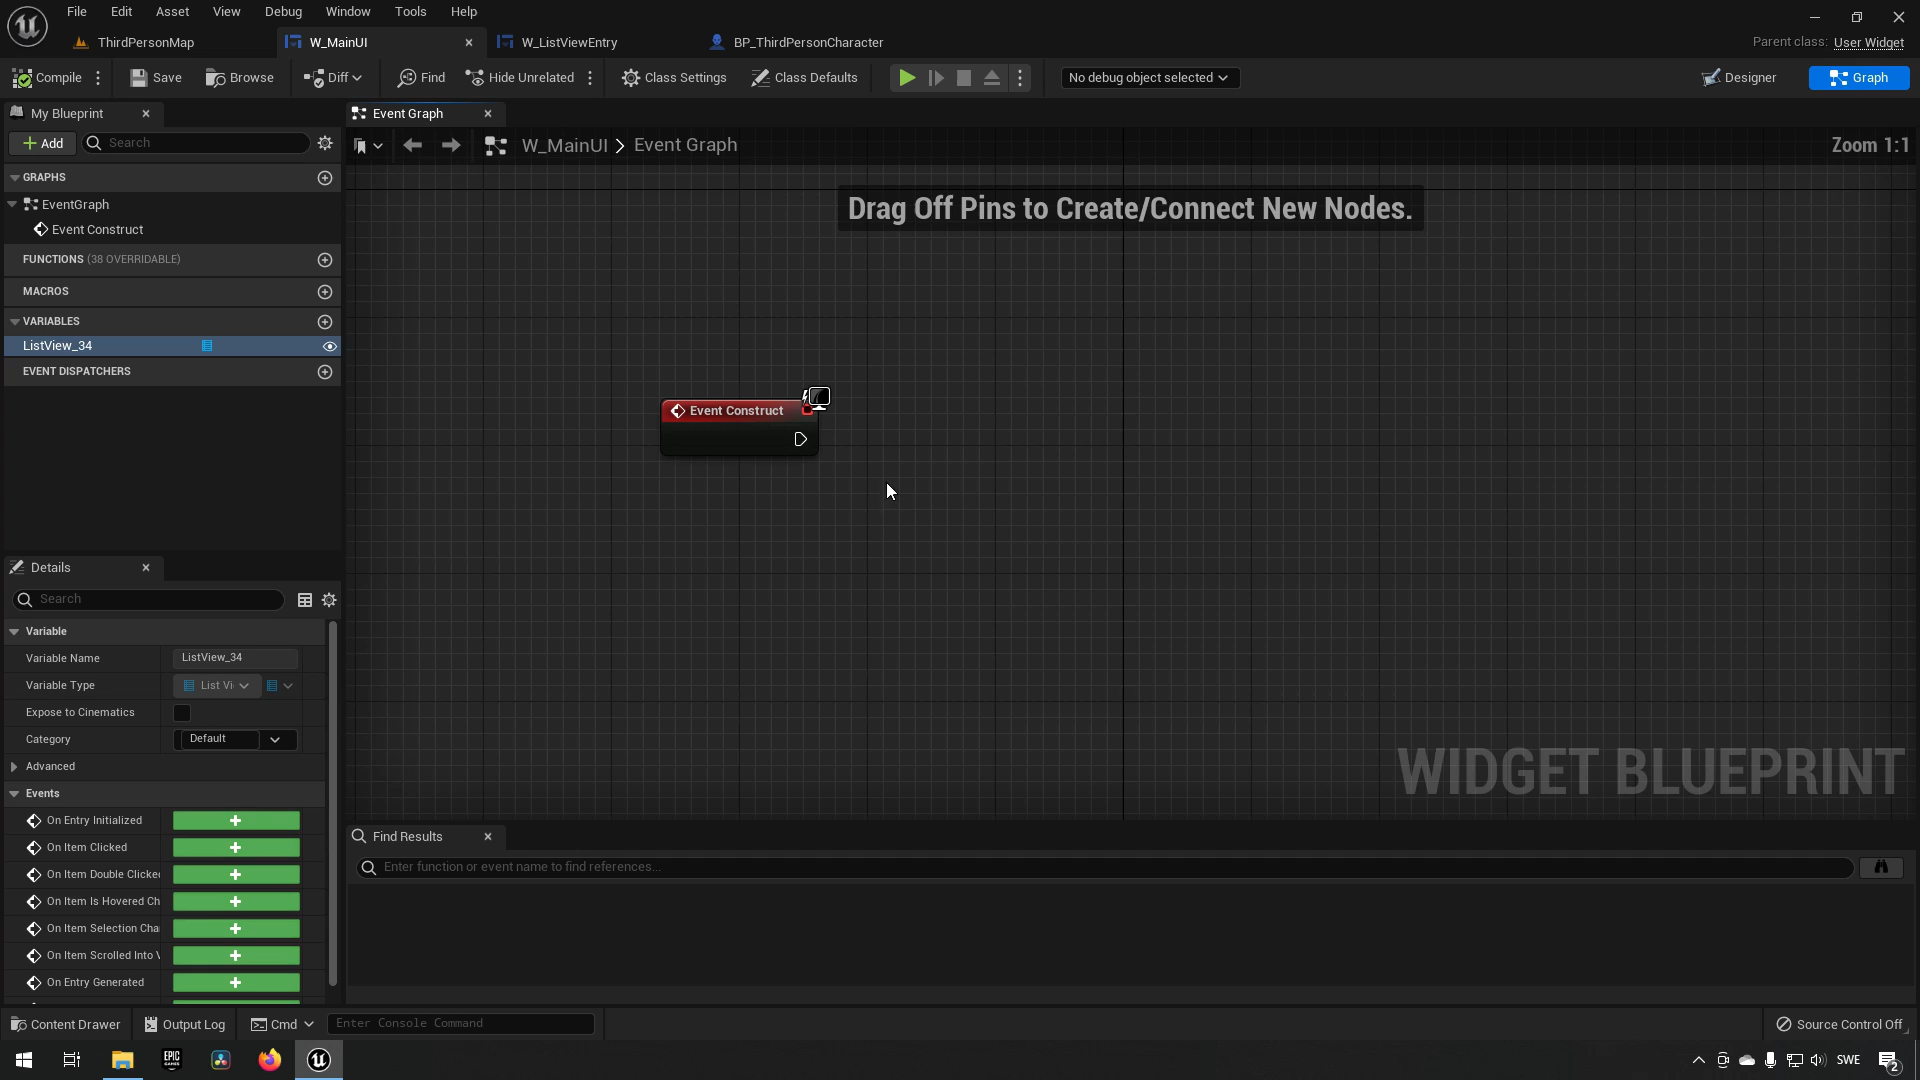 File Edit Asset View Debug Window Tools Help
ThirdPersonMap W_MainUI W_ListViewEntry BP_ThirdPersonCharacter Parent class: User Widget
Compile Save Browse Diff Find Hide Unrelated Class Settings Class Defaults No debug object selected Designer Graph
My Blueprint
Event Graph
Add Search
W_MainUI > Event Graph Zoom 1:1
GRAPHS
EventGraph
Event Construct
FUNCTIONS (38 OVERRIDABLE)
MACROS
VARIABLES
ListView_34
EVENT DISPATCHERS
Drag Off Pins to Create/Connect New Nodes.
Event Construct
WIDGET BLUEPRINT
Details
Search
Variable
Variable Name ListView_34
Variable Type List Vi
Expose to Cinematics
Category Default
Advanced
Events
On Entry Initialized
On Item Clicked
On Item Double Clicked
On Item Is Hovered Ch
On Item Selection Cha
On Item Scrolled Into V
On Entry Generated
Find Results
Enter function or event name to find references...
Content Drawer Output Log Cmd Enter Console Command Source Control Off
EPIC GAMES SWE 2